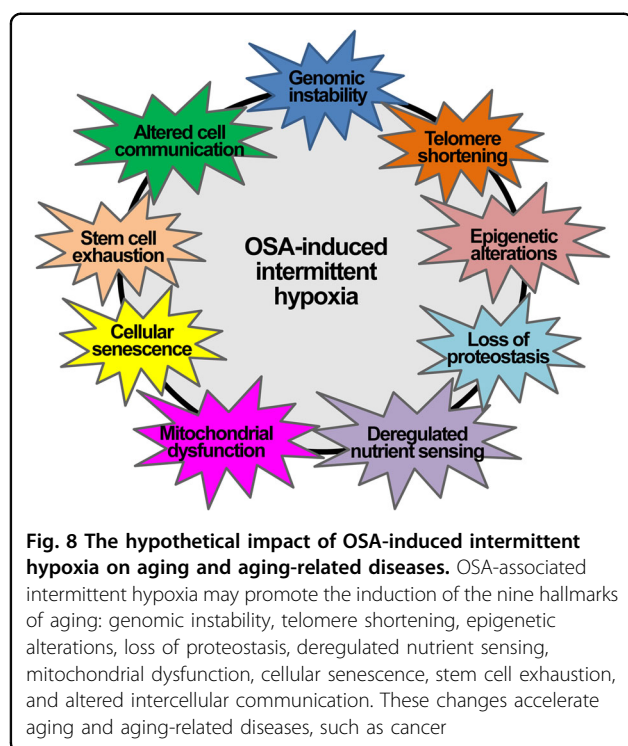 Genomic
instability
Telomere
shortening
Epigenetic
alterations
Loss of
proteostasis
Deregulated
nutrient sensing
Mitochondrial
dysfunction
Cellular
senescence
Stem cell
exhaustion
Altered cell
communication
OSA-induced
intermittent
hypoxia
Fig. 8 The hypothetical impact of OSA-induced intermittent
hypoxia on aging and aging-related diseases. OSA-associated
intermittent hypoxia may promote the induction of the nine hallmarks
of aging: genomic instability, telomere shortening, epigenetic
alterations, loss of proteostasis, deregulated nutrient sensing,
mitochondrial dysfunction, cellular senescence, stem cell exhaustion,
and altered intercellular communication. These changes accelerate
aging and aging-related diseases, such as cancer